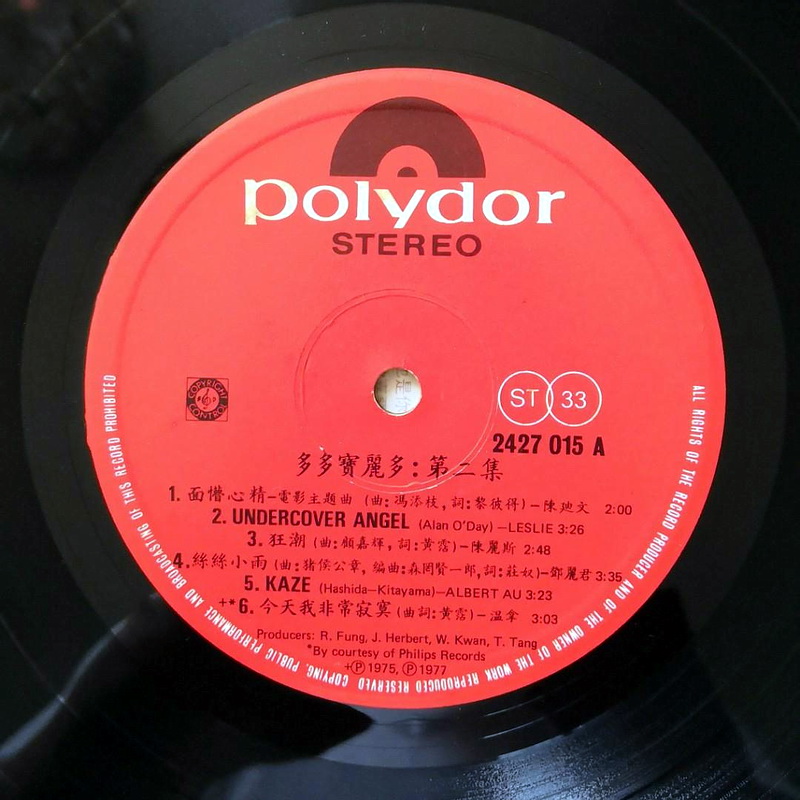 polydor
STEREO
COPYRIGHT CONTROL
ST 33
2427 015 A
多多寶麗多:第二集
1. 面懵心精-電影主題曲 (曲:馮添枝,詞:黎彼得)-陳廸文 2:00
2. UNDERCOVER ANGEL (Alan O'Day)-LESLIE 3:26
3. 狂潮 (曲:顧嘉輝,詞:黃霑)-陳麗斯 2:48
4. 絲絲小雨 (曲:猪俣公章, 編曲:森岡賢一郎,詞:莊奴)-鄧麗君 3:35
5. KAZE (Hashida-Kitayama)-ALBERT AU 3:23
+*6. 今天我非常寂寞 (曲詞:黃霑)-溫拿 3:03
Producers: R. Fung, J. Herbert, W. Kwan, T. Tang
*By courtesy of Philips Records
+Ⓟ 1975, Ⓟ 1977
ALL RIGHTS OF THE RECORD PRODUCER AND OF THE OWNER OF THE WORK REPRODUCED RESERVED COPYING, PUBLIC PERFORMANCE AND BROADCASTING OF THIS RECORD PROHIBITED